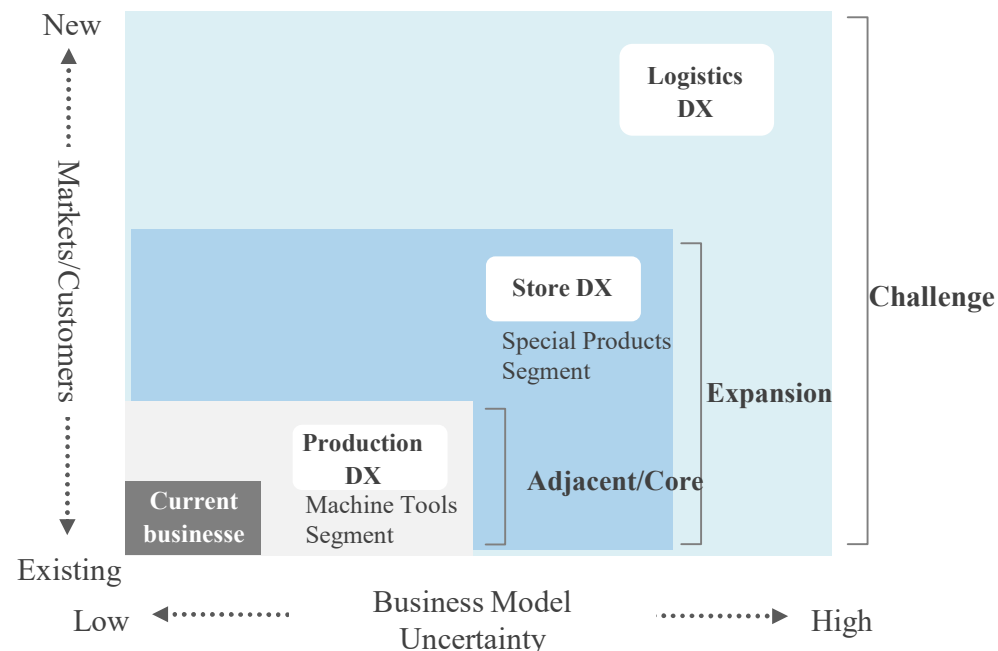 New
Logistics
DX
Markets/Customers
Store DX
Challenge
Special Products
Segment
Expansion
Production
DX
Adjacent/Core
Machine Tools
Segment
Current
businesse
Existing
Low
Business Model
Uncertainty
High